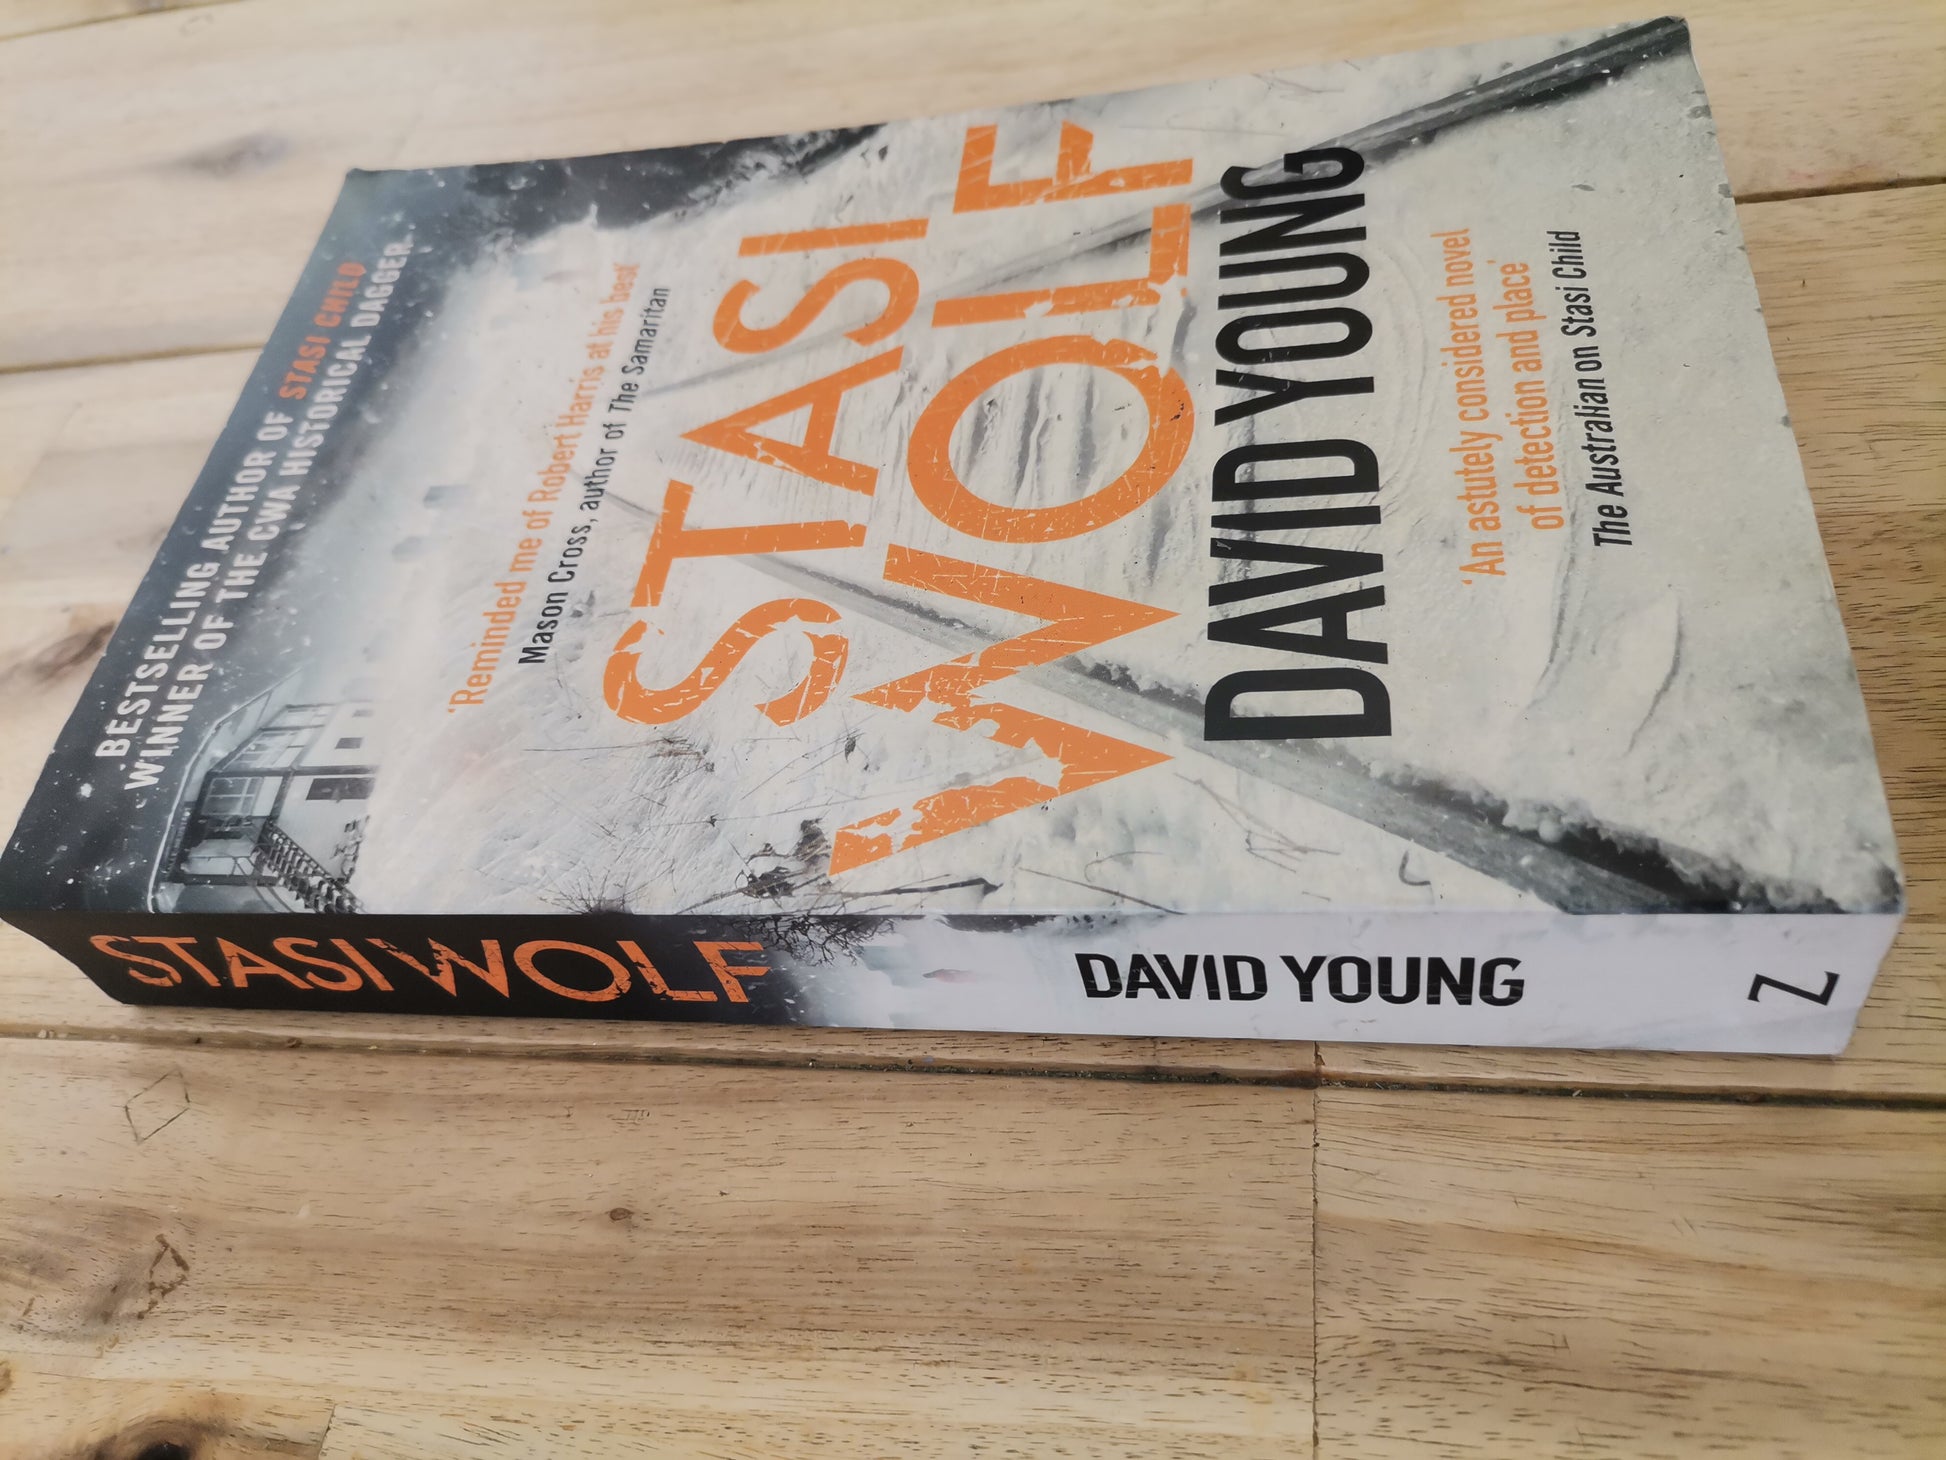 BESTSELLING AUTHOR OF STASI CHILD
WINNER OF THE CWA HISTORICAL DAGGER
'Reminded me of Robert Harris at his best'
Mason Cross, author of The Samaritan
STASI
WOLF
DAVID YOUNG
'An astutely considered novel
of detection and place'
The Australian on Stasi Child
STASI WOLF
DAVID YOUNG
Z